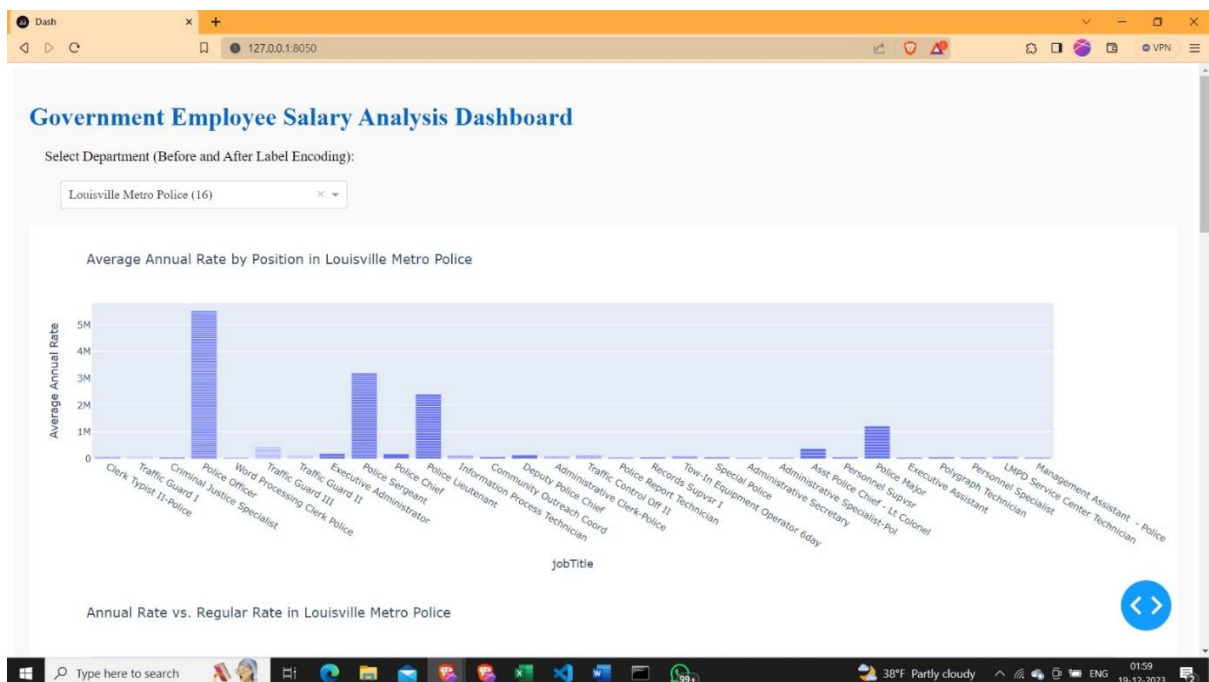 Dash
127.0.0.1:8050
VPN
Government Employee Salary Analysis Dashboard
Select Department (Before and After Label Encoding):
Louisville Metro Police (16)
Average Annual Rate by Position in Louisville Metro Police
Average Annual Rate
5M
4M
3M
2M
1M
0
Clerk Typist II-Police
Traffic Guard I
Criminal Justice Specialist
Police Officer
Word Processing Clerk Police
Traffic Guard III
Traffic Guard II
Executive Administrator
Police Sergeant
Police Chief
Police Lieutenant
Information Process Technician
Community Outreach Coord
Deputy Police Chief
Administrative Clerk-Police
Traffic Control Off II
Police Report Technician
Records Supvsr I
Tow-In Equipment Operator 6day
Special Police
Administrative Secretary
Administrative Specialist-Pol
Asst Police Chief - Lt Colonel
Personnel Supvsr
Police Major
Executive Assistant
Polygraph Technician
Personnel Specialist
LMPD Service Center Technician
Management Assistant - Police
jobTitle
Annual Rate vs. Regular Rate in Louisville Metro Police
Type here to search
99+
38°F Partly cloudy
ENG
01:59
19-12-2023
2